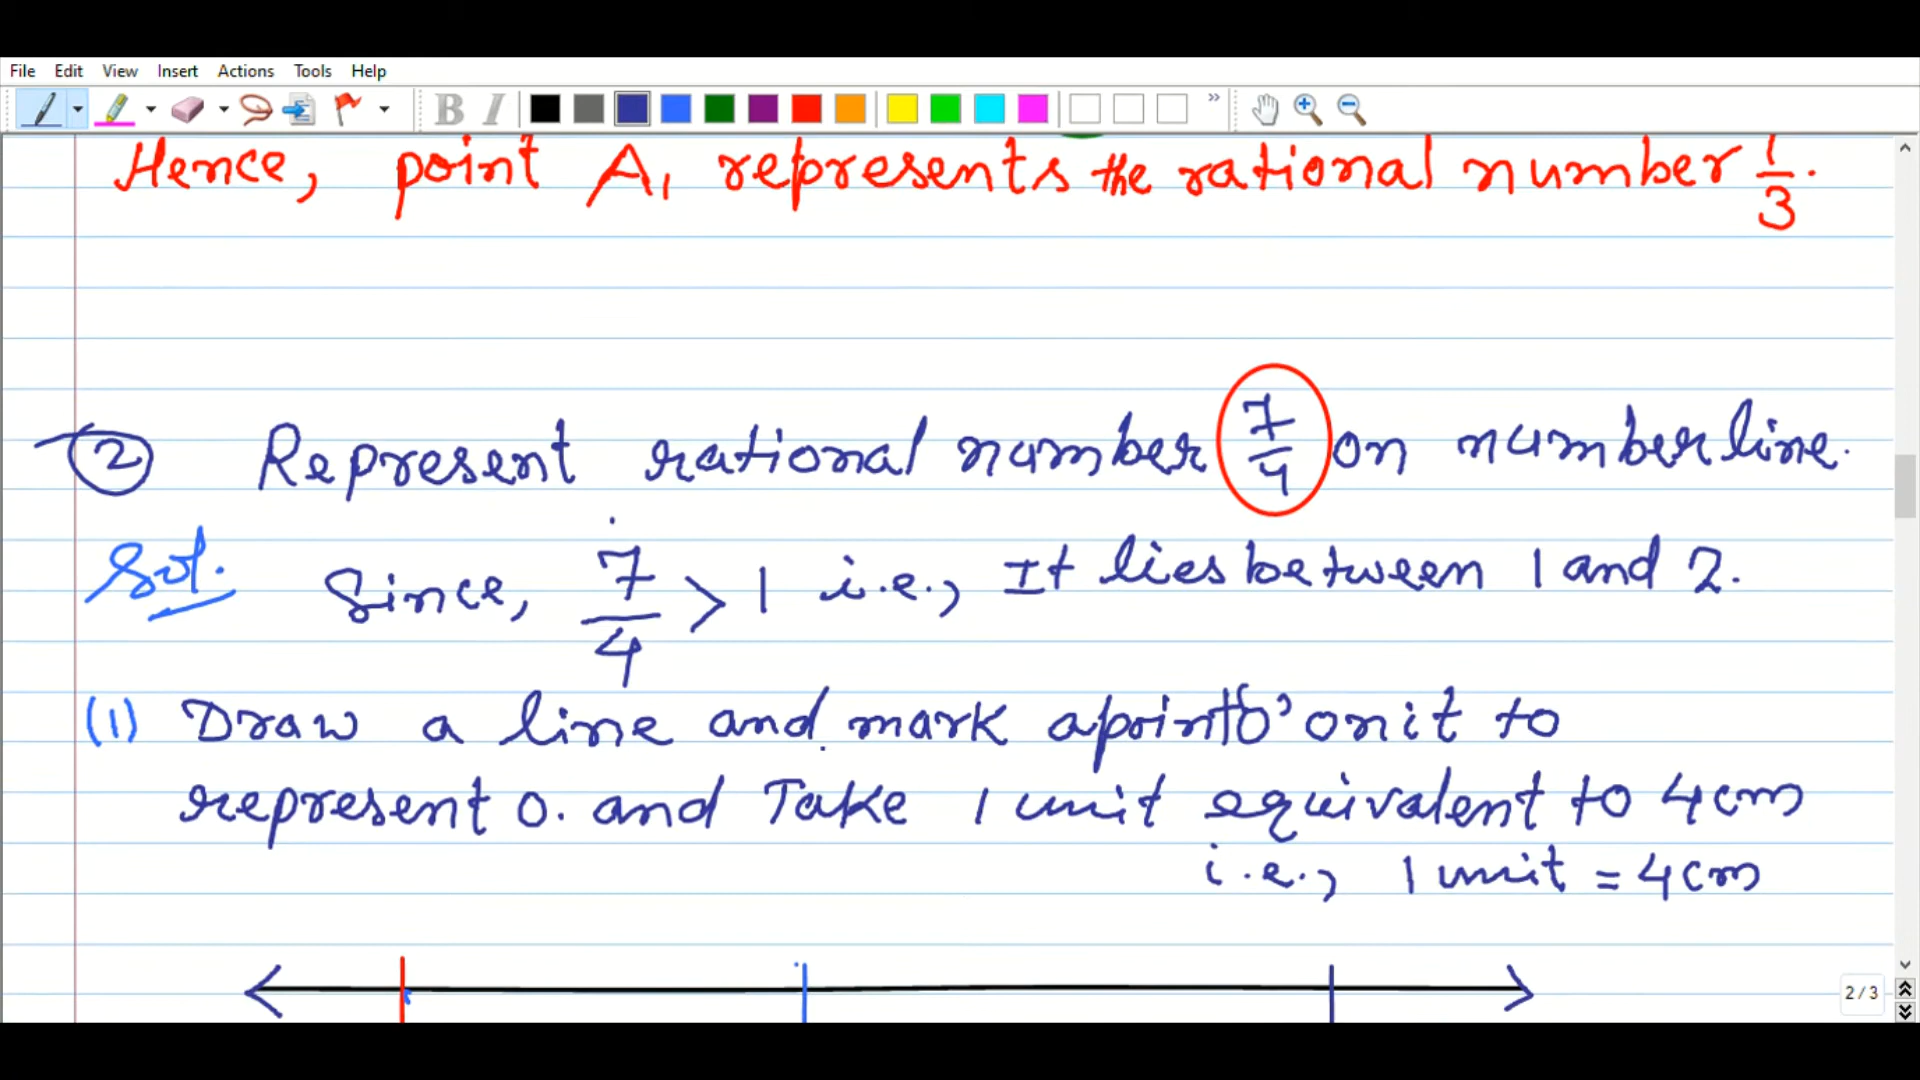 File Edit View Insert Actions Tools Help
B I
Hence, point A₁ represents the rational number 1/3.
② Represent rational number 7/4 on number line.
Sol. Since, 7/4 > 1 i.e., It lies between 1 and 2.
(1) Draw a line and mark a point 'O' on it to
represent 0. and Take 1 unit equivalent to 4cm
i.e., 1 unit = 4cm
2/3